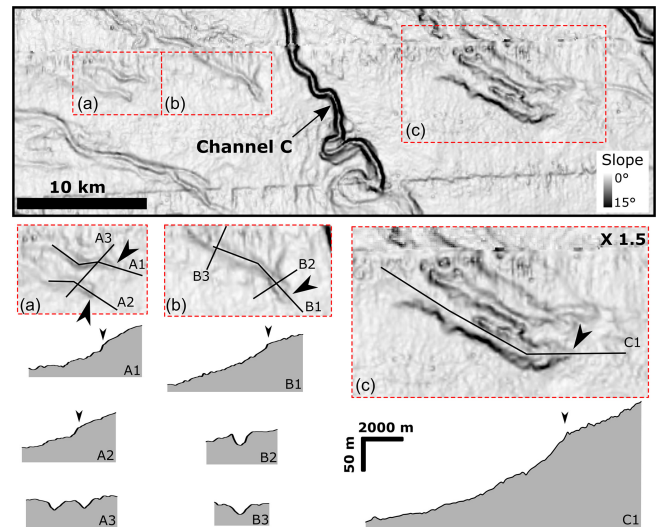 (a)
(b)
Channel C
(c)
Slope
0°
15°
10 km
A3
A1
A2
(a)
B3
B2
B1
(b)
X 1.5
C1
(c)
A1
B1
A2
B2
2000 m
50 m
A3
B3
C1